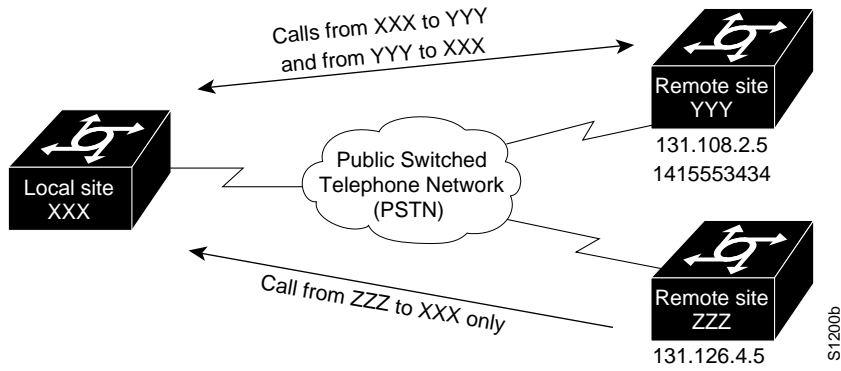 Calls from XXX to YYY
and from YYY to XXX
Remote site
YYY
131.108.2.5
1415553434
Local site
XXX
Public Switched
Telephone Network
(PSTN)
Call from ZZZ to XXX only
Remote site
ZZZ
131.126.4.5
S1200b